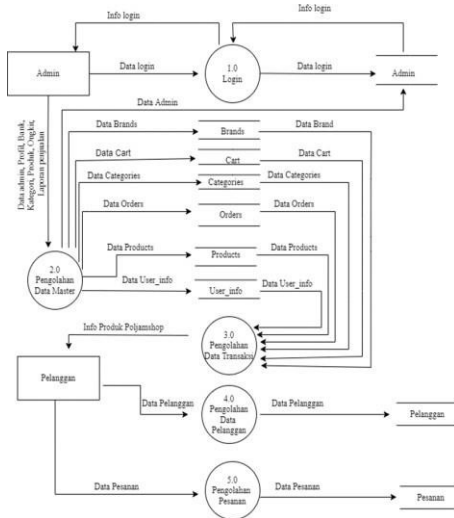 Info login
Info login
Admin
Data login
1.0
Login
Data login
Admin
Data Admin
Data admin, Profil, Bank,
Kategori, Produk, Ongkir,
Laporan penjualan
Data Brands
Brands
Data Brand
Data Cart
Cart
Data Cart
Data Categories
Categories
Data Categories
Data Orders
Orders
Data Orders
2.0
Pengolahan
Data Master
Data Products
Products
Data Products
Data User_info
User_info
Data User_info
Info Produk Poljamshop
3.0
Pengolahan
Data Transaksi
Pelanggan
Data Pelanggan
4.0
Pengolahan
Data
Pelanggan
Data Pelanggan
Pelanggan
Data Pesanan
5.0
Pengolahan
Pesanan
Data Pesanan
Pesanan